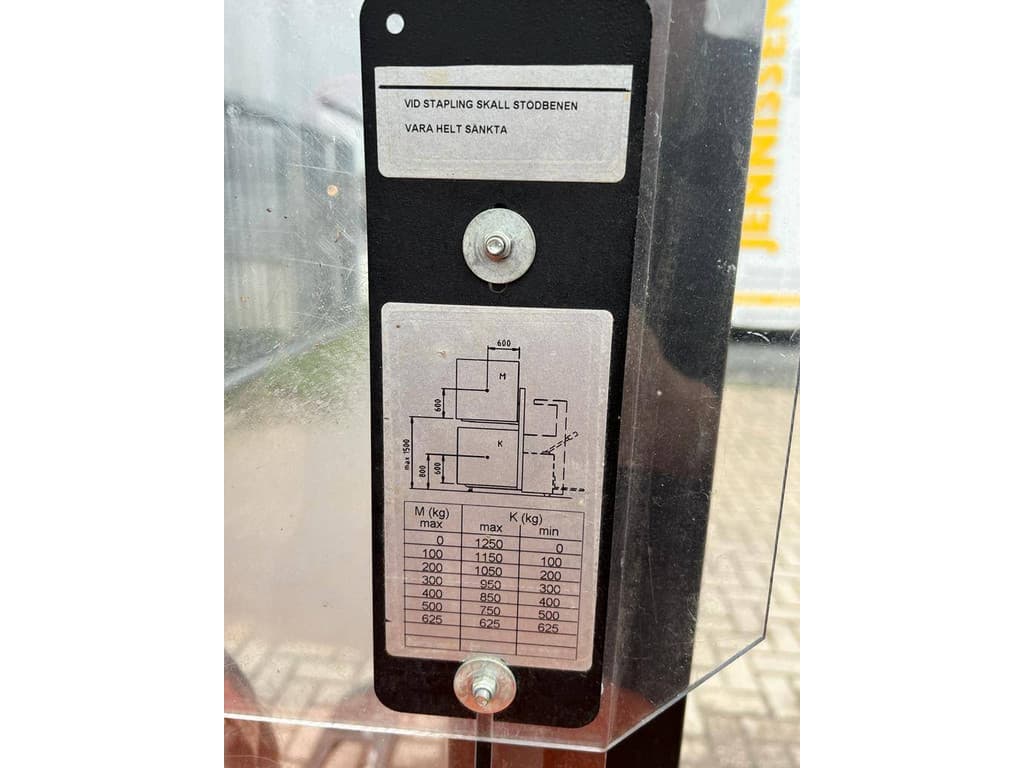 VID STAPLING SKALL STÖDBENEN
VARA HELT SÄNKTA
JENNISSEN
600
M
600
K
max 1500
800
600
M (kg) K (kg)
max max min
0 1250 0
100 1150 100
200 1050 200
300 950 300
400 850 400
500 750 500
625 625 625